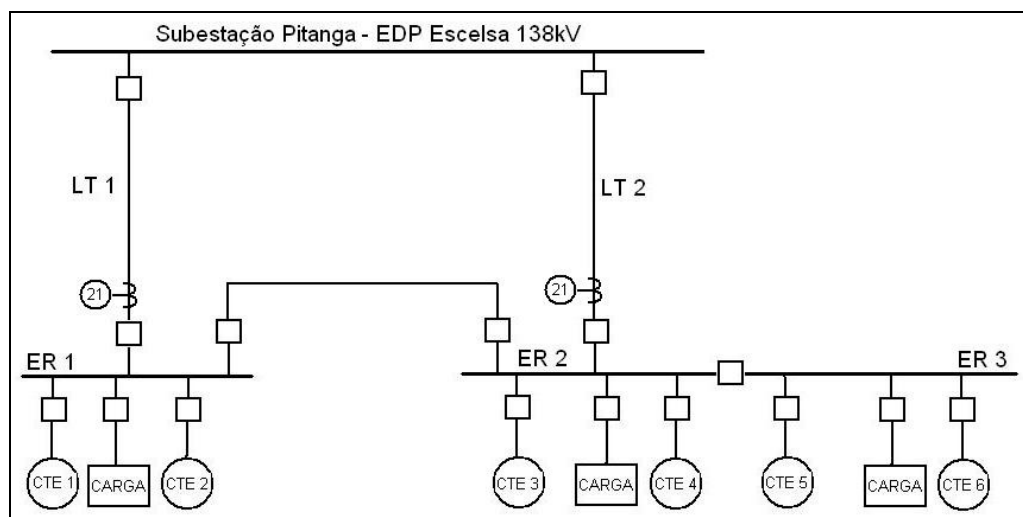 Subestação Pitanga - EDP Escelsa 138kV
LT 1
LT 2
21
21
ER 1
ER 2
ER 3
CTE 1
CARGA
CTE 2
CTE 3
CARGA
CTE 4
CTE 5
CARGA
CTE 6